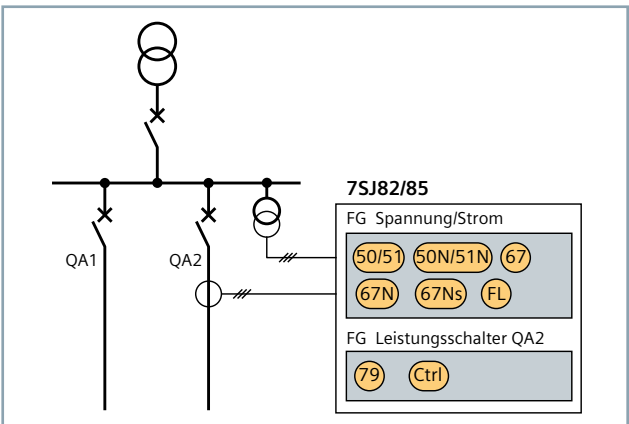 7SJ82/85
FG Spannung/Strom
50/51 50N/51N 67
67N 67Ns FL
FG Leistungsschalter QA2
79 Ctrl
QA1 QA2